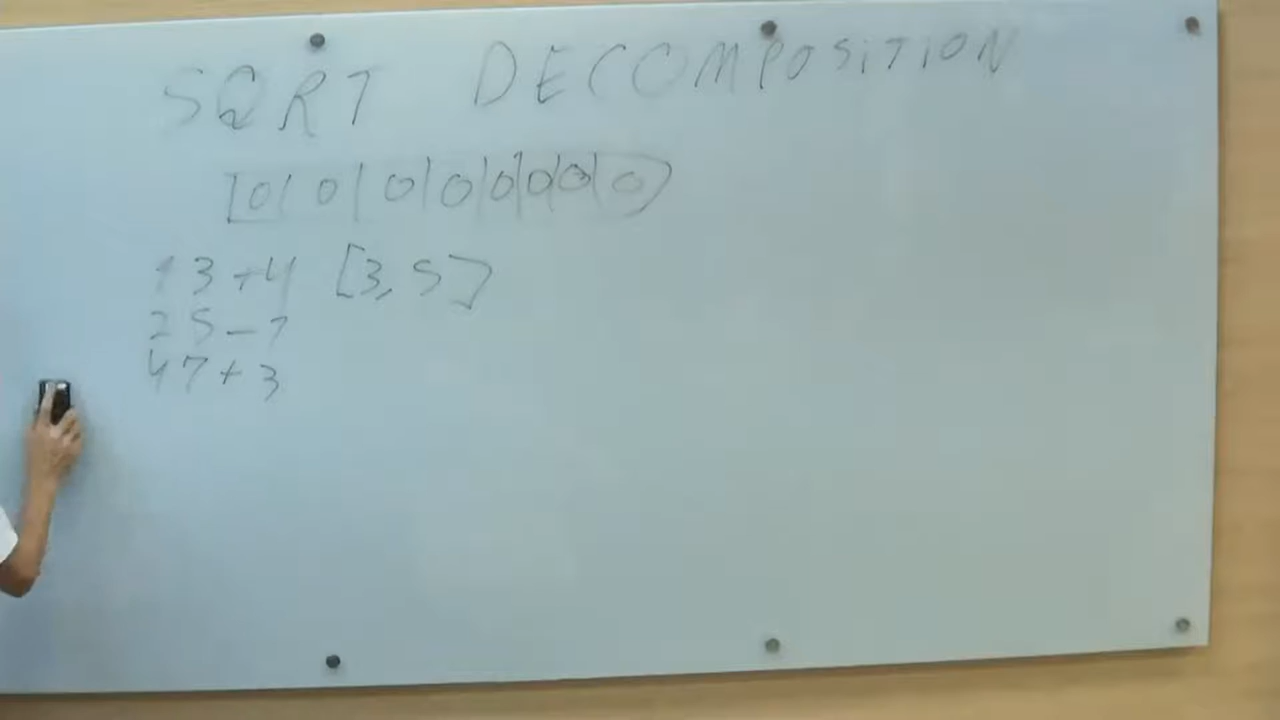 SQRT DECOMPOSITION
[0| 0 |0|0|0|0|0|0]
1 3 +4 [3, 5]
2 5 - 7
4 7 + 3